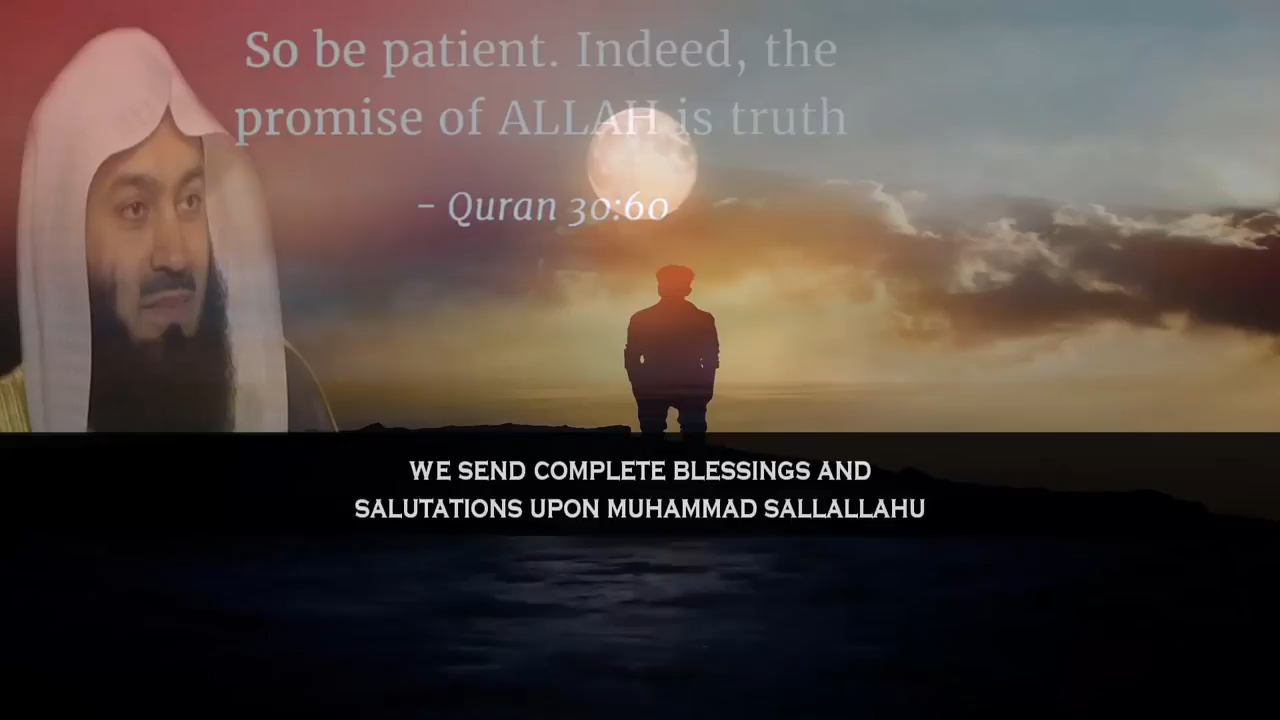 So be patient. Indeed, the
promise of ALLAH is truth
– Quran 30:60
WE SEND COMPLETE BLESSINGS AND
SALUTATIONS UPON MUHAMMAD SALLALLAHU